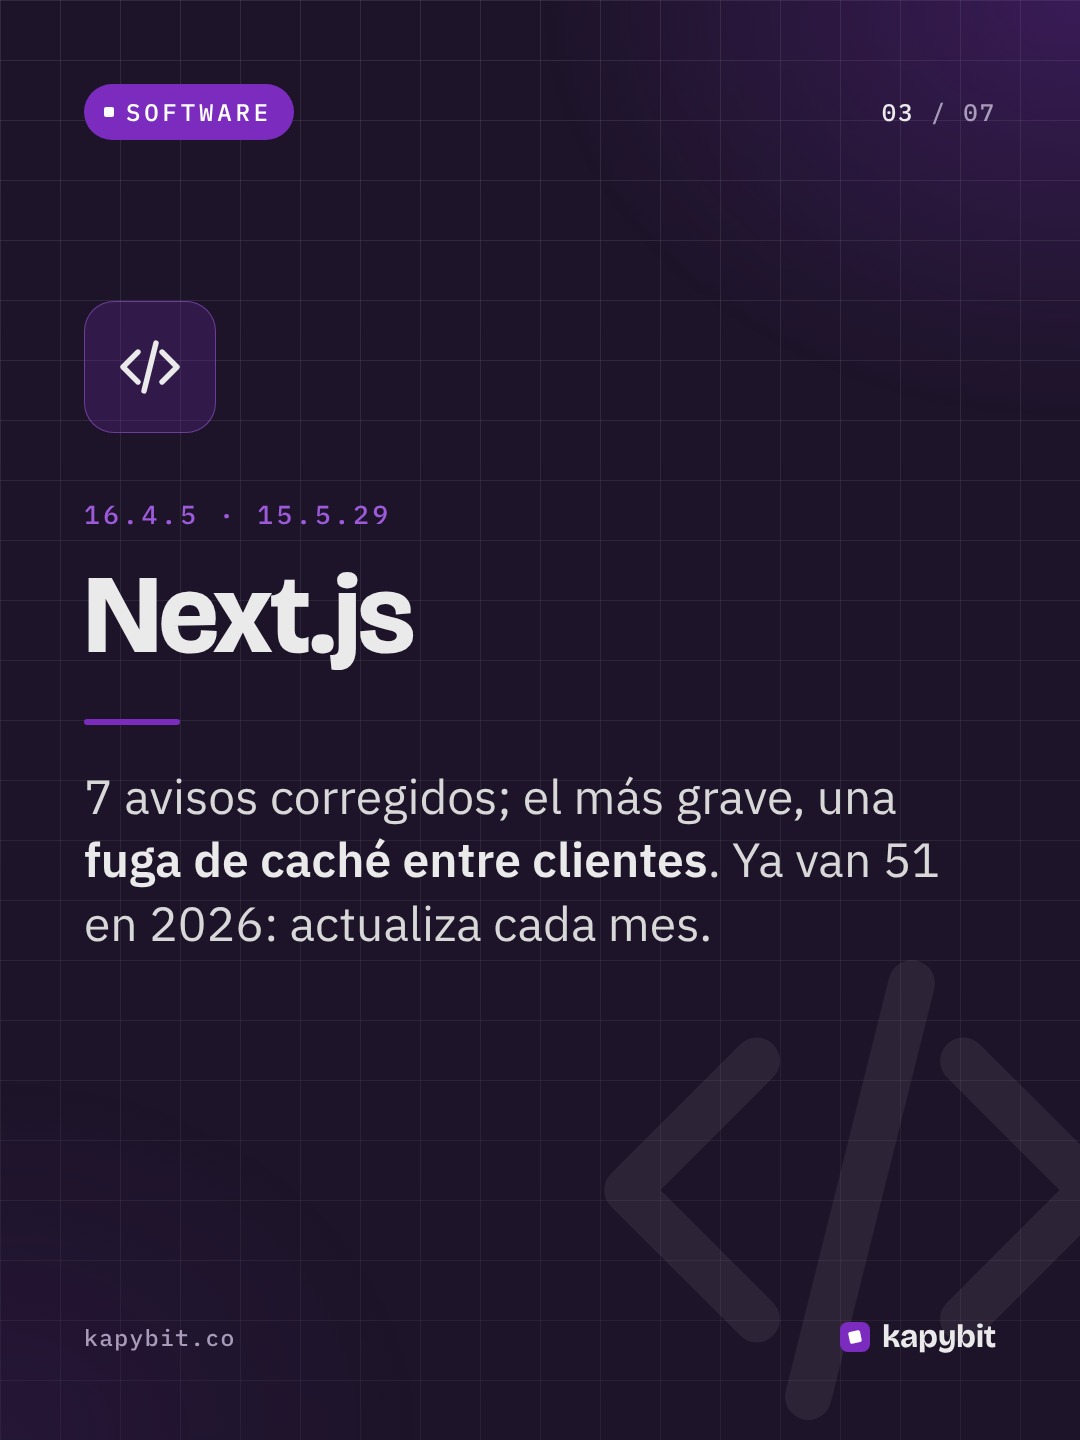 SOFTWARE
03 / 07
16.4.5 · 15.5.29
Next.js
7 avisos corregidos; el más grave, una
fuga de caché entre clientes. Ya van 51
en 2026: actualiza cada mes.
kapybit.co
kapybit